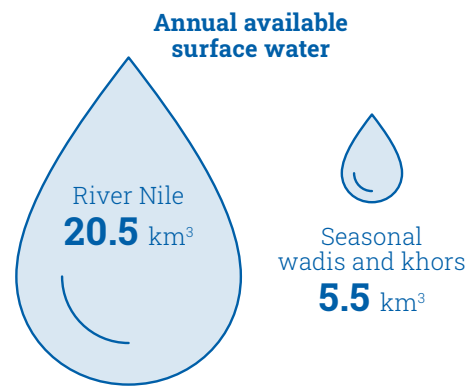 Annual available
surface water
River Nile
20.5 km³
Seasonal
wadis and khors
5.5 km³